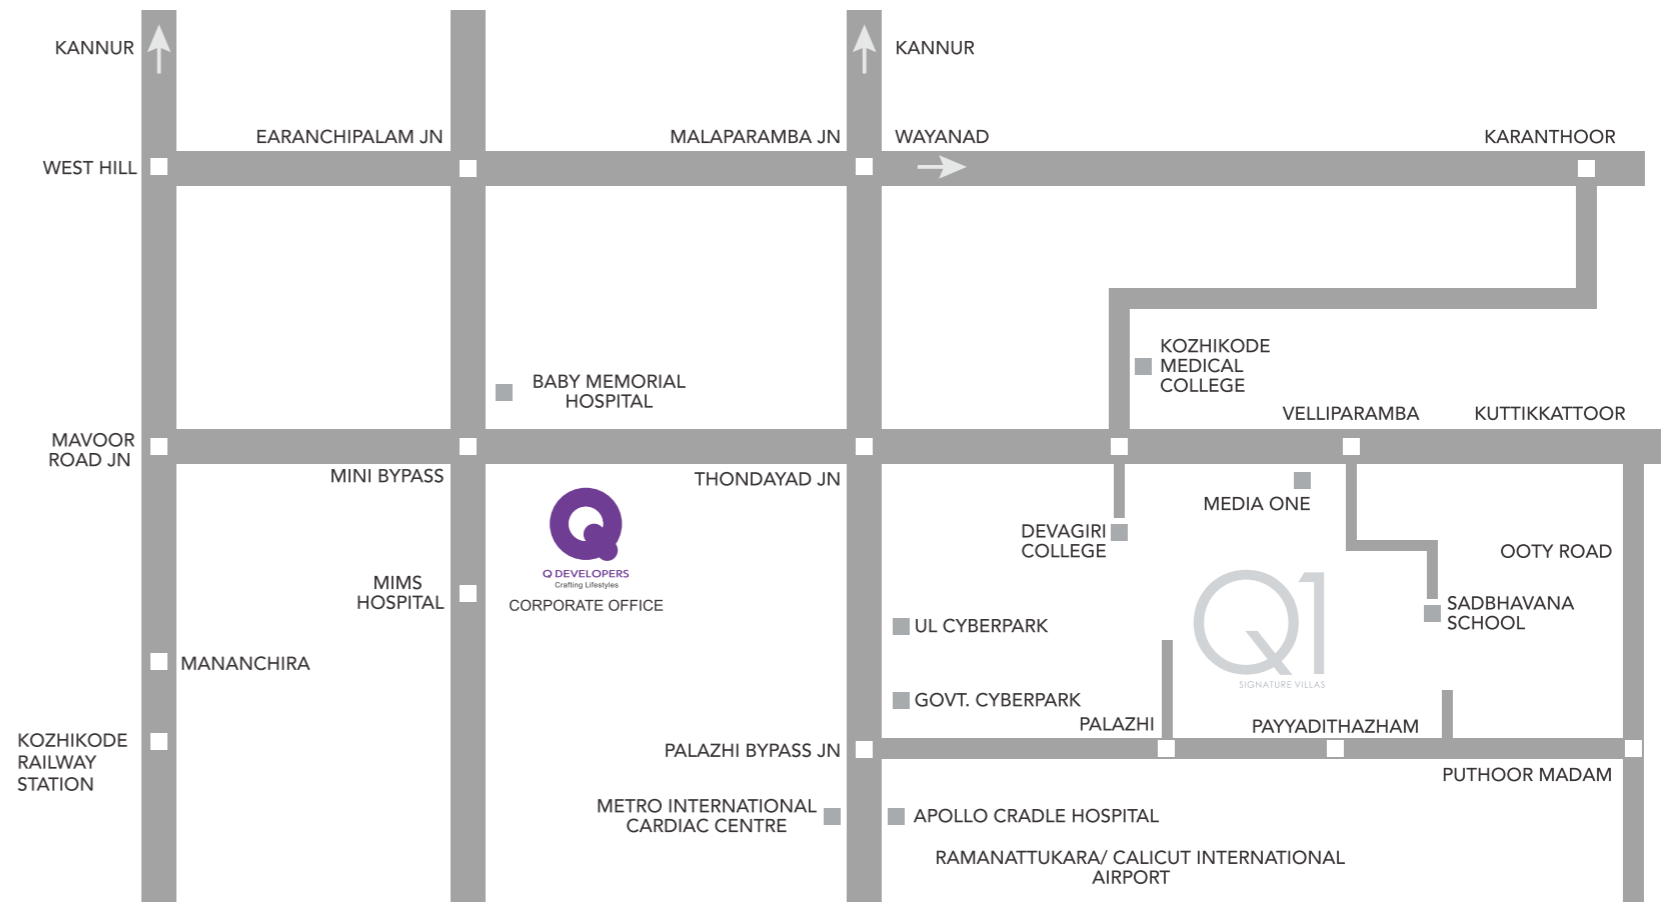 KANNUR
KANNUR
EARANCHIPALAM JN
MALAPARAMBA JN
WAYANAD
KARANTHOOR
WEST HILL
KOZHIKODE
MEDICAL
COLLEGE
BABY MEMORIAL
HOSPITAL
VELLIPARAMBA
KUTTIKKATTOOR
MAVOOR
ROAD JN
MINI BYPASS
THONDAYAD JN
MEDIA ONE
DEVAGIRI
COLLEGE
OOTY ROAD
Q DEVELOPERS
Crafting Lifestyles
CORPORATE OFFICE
MIMS
HOSPITAL
Q1
SIGNATURE VILLAS
SADBHAVANA
SCHOOL
UL CYBERPARK
MANANCHIRA
GOVT. CYBERPARK
PALAZHI
PAYYADITHAZHAM
KOZHIKODE
RAILWAY
STATION
PALAZHI BYPASS JN
PUTHOOR MADAM
METRO INTERNATIONAL
CARDIAC CENTRE
APOLLO CRADLE HOSPITAL
RAMANATTUKARA/ CALICUT INTERNATIONAL
AIRPORT